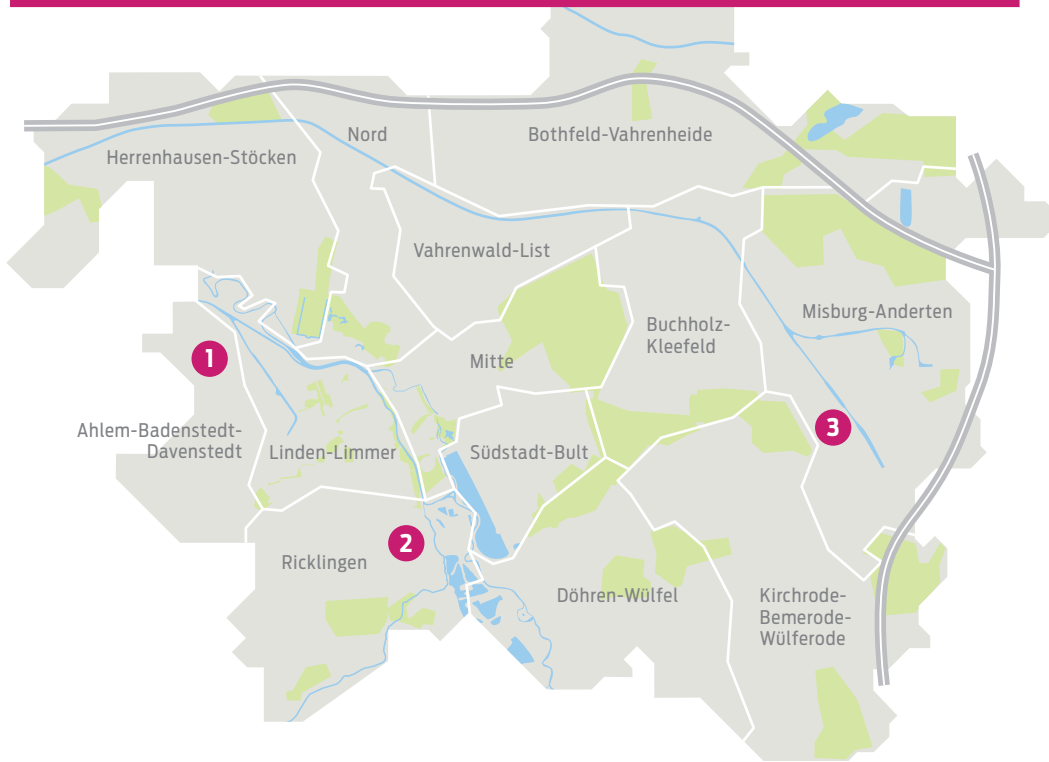 Nord
Bothfeld-Vahrenheide
Herrenhausen-Stöcken
Vahrenwald-List
Misburg-Anderten
Buchholz-
Kleefeld
1
Mitte
3
Ahlem-Badenstedt-
Davenstedt
Linden-Limmer
Südstadt-Bult
2
Ricklingen
Döhren-Wülfel
Kirchrode-
Bemerode-
Wülferode